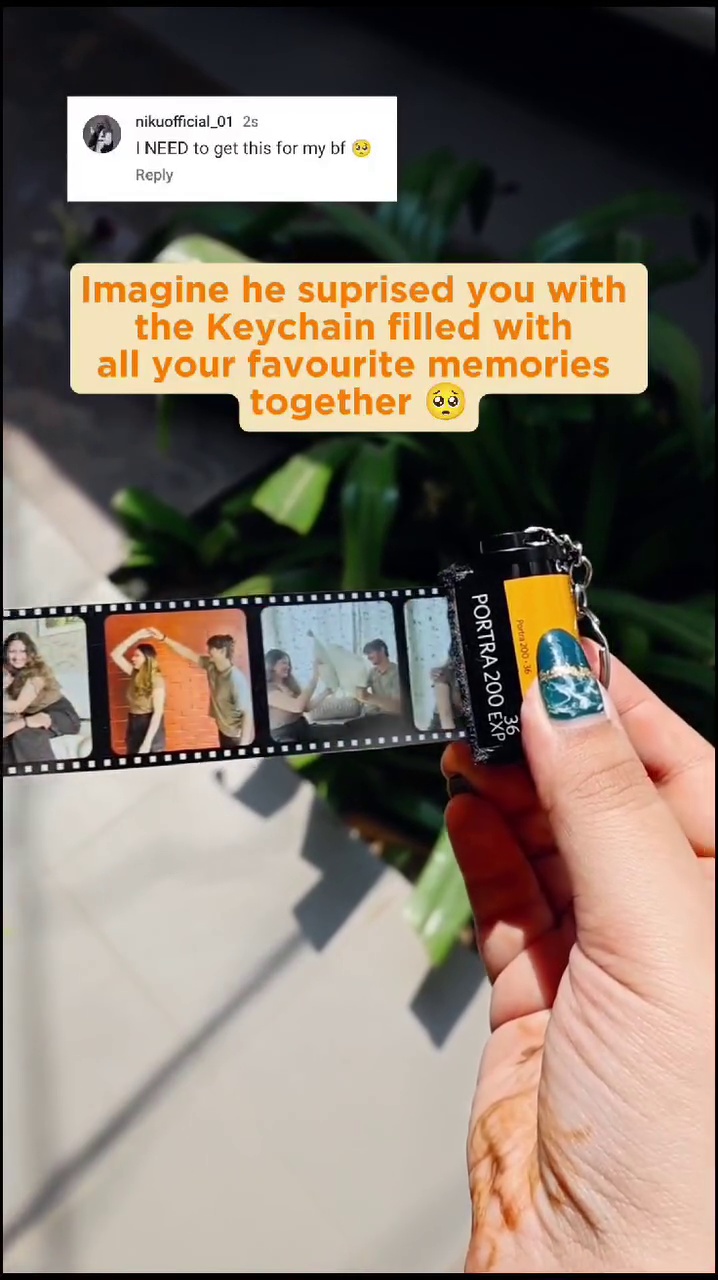 nikuofficial_01 2s
I NEED to get this for my bf 🥺
Reply
Imagine he suprised you with
the Keychain filled with
all your favourite memories
together 🥺
PORTRA 200 EXP
36
Portra 200 - 36